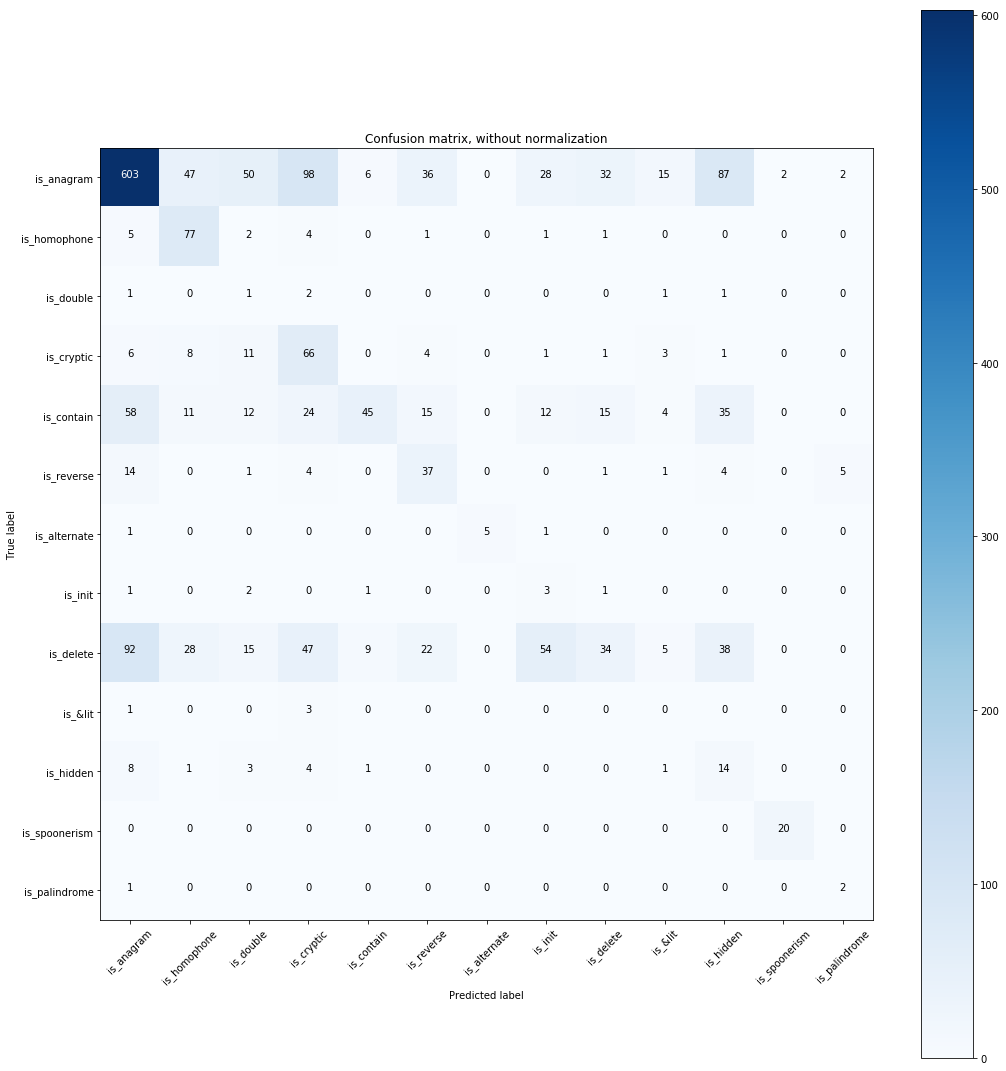 Confusion matrix, without normalization
is_anagram 603 47 50 98 6 36 0 28 32 15 87 2 2
is_homophone 5 77 2 4 0 1 0 1 1 0 0 0 0
is_double 1 0 1 2 0 0 0 0 0 1 1 0 0
is_cryptic 6 8 11 66 0 4 0 1 1 3 1 0 0
is_contain 58 11 12 24 45 15 0 12 15 4 35 0 0
is_reverse 14 0 1 4 0 37 0 0 1 1 4 0 5
is_alternate 1 0 0 0 0 0 5 1 0 0 0 0 0
is_init 1 0 2 0 1 0 0 3 1 0 0 0 0
is_delete 92 28 15 47 9 22 0 54 34 5 38 0 0
is_&lit 1 0 0 3 0 0 0 0 0 0 0 0 0
is_hidden 8 1 3 4 1 0 0 0 0 1 14 0 0
is_spoonerism 0 0 0 0 0 0 0 0 0 0 0 20 0
is_palindrome 1 0 0 0 0 0 0 0 0 0 0 0 2
True label
is_anagram is_homophone is_double is_cryptic is_contain is_reverse is_alternate is_init is_delete is_&lit is_hidden is_spoonerism is_palindrome
Predicted label
600
500
400
300
200
100
0